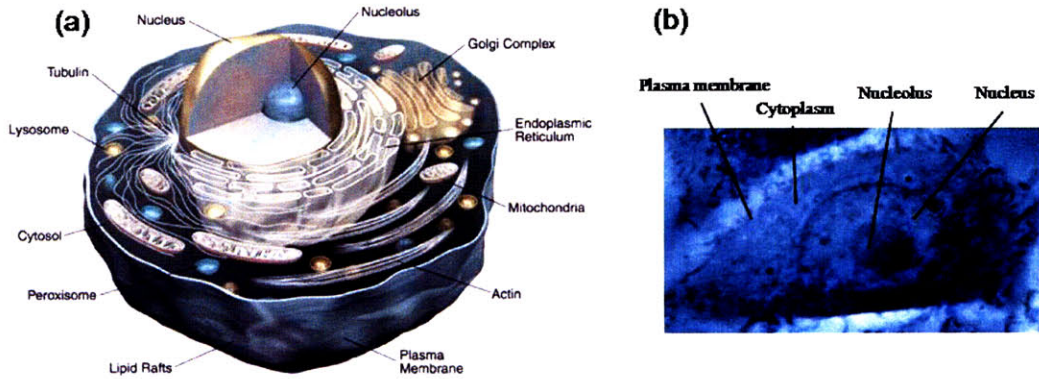 (a)
Nucleus
Nucleolus
Golgi Complex
Tubulin
Lysosome
Endoplasmic
Reticulum
Mitochondria
Cytosol
Peroxisome
Actin
Lipid Rafts
Plasma
Membrane
(b)
Plasma membrane
Cytoplasm
Nucleolus
Nucleus